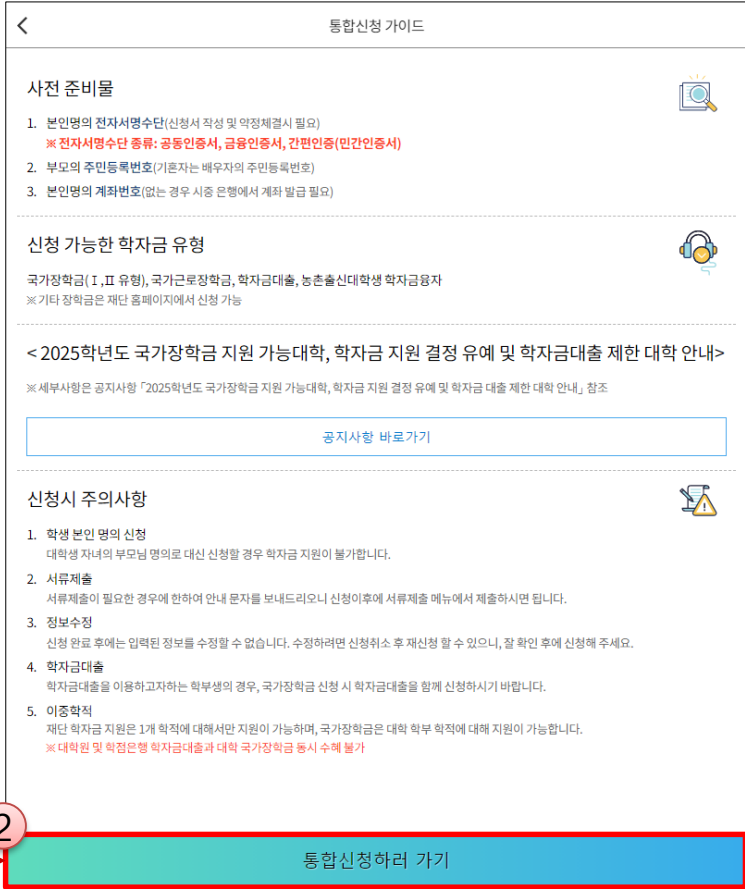 통합신청 가이드
사전 준비물
1. 본인명의 전자서명수단(신청서 작성 및 약정체결시 필요)
※ 전자서명수단 종류: 공동인증서, 금융인증서, 간편인증(민간인증서)
2. 부모의 주민등록번호(기혼자는 배우자의 주민등록번호)
3. 본인명의 계좌번호(없는 경우 시중 은행에서 계좌 발급 필요)
신청 가능한 학자금 유형
국가장학금(Ⅰ,Ⅱ 유형), 국가근로장학금, 학자금대출, 농촌출신대학생 학자금융자
※ 기타 장학금은 재단 홈페이지에서 신청 가능
< 2025학년도 국가장학금 지원 가능대학, 학자금 지원 결정 유예 및 학자금대출 제한 대학 안내>
※ 세부사항은 공지사항 「2025학년도 국가장학금 지원 가능대학, 학자금 지원 결정 유예 및 학자금 대출 제한 대학 안내」 참조
공지사항 바로가기
신청시 주의사항
1. 학생 본인 명의 신청
대학생 자녀의 부모님 명의로 대신 신청할 경우 학자금 지원이 불가합니다.
2. 서류제출
서류제출이 필요한 경우에 한하여 안내 문자를 보내드리오니 신청이후에 서류제출 메뉴에서 제출하시면 됩니다.
3. 정보수정
신청 완료 후에는 입력된 정보를 수정할 수 없습니다. 수정하려면 신청취소 후 재신청 할 수 있으니, 잘 확인 후에 신청해 주세요.
4. 학자금대출
학자금대출을 이용하고자하는 학부생의 경우, 국가장학금 신청 시 학자금대출을 함께 신청하시기 바랍니다.
5. 이중학적
재단 학자금 지원은 1개 학적에 대해서만 지원이 가능하며, 국가장학금은 대학 학부 학적에 대해 지원이 가능합니다.
※ 대학원 및 학점은행 학자금대출과 대학 국가장학금 동시 수혜 불가
2
통합신청하러 가기